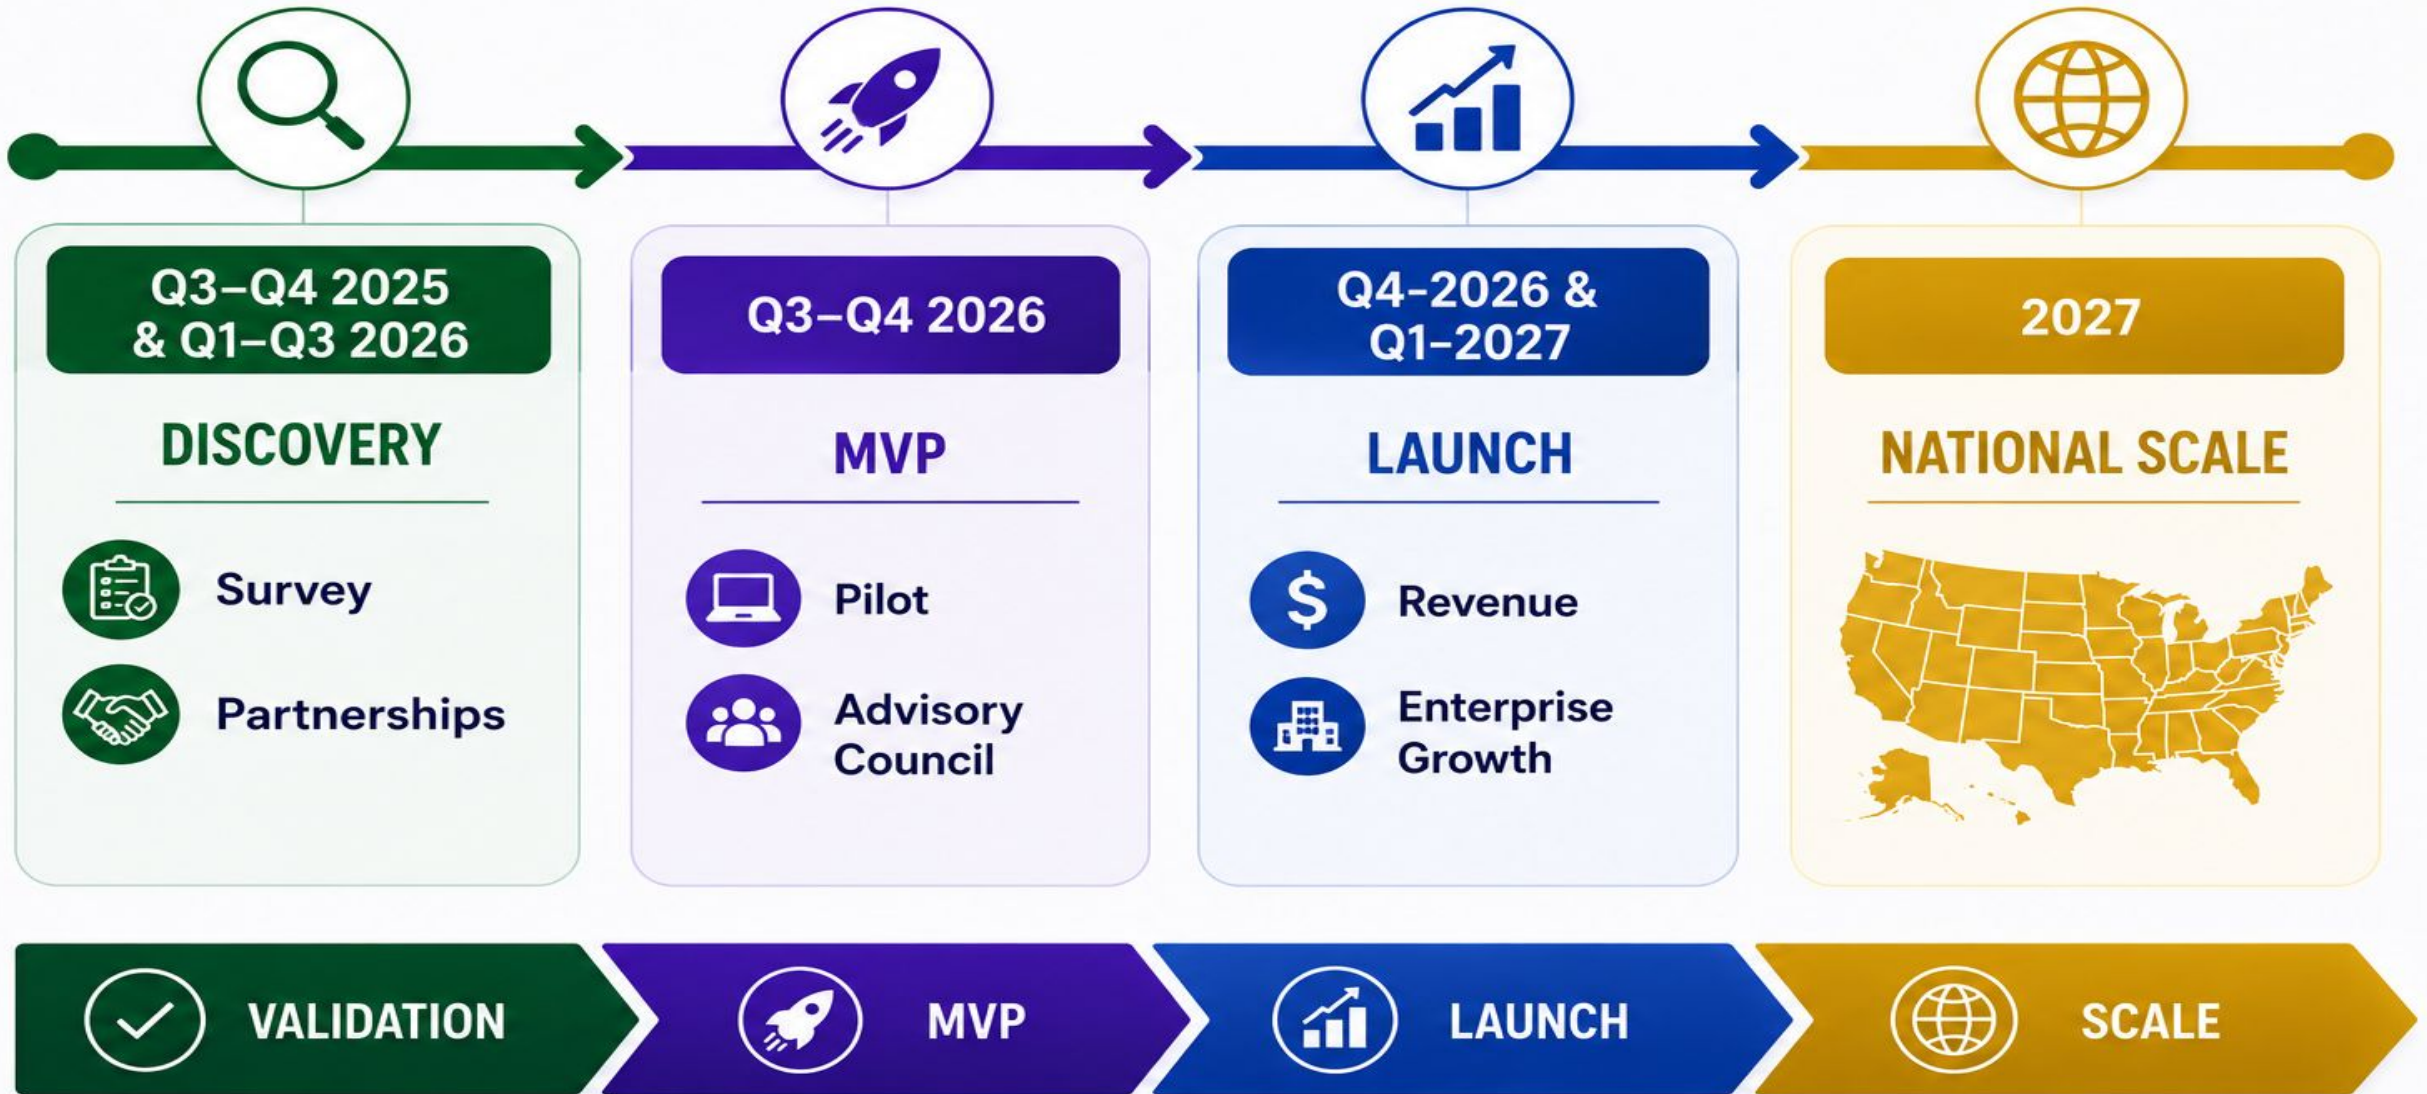 Q3–Q4 2025
& Q1–Q3 2026
DISCOVERY
Survey
Partnerships
Q3–Q4 2026
MVP
Pilot
Advisory
Council
Q4-2026 &
Q1-2027
LAUNCH
$
Revenue
Enterprise
Growth
2027
NATIONAL SCALE
VALIDATION
MVP
LAUNCH
SCALE